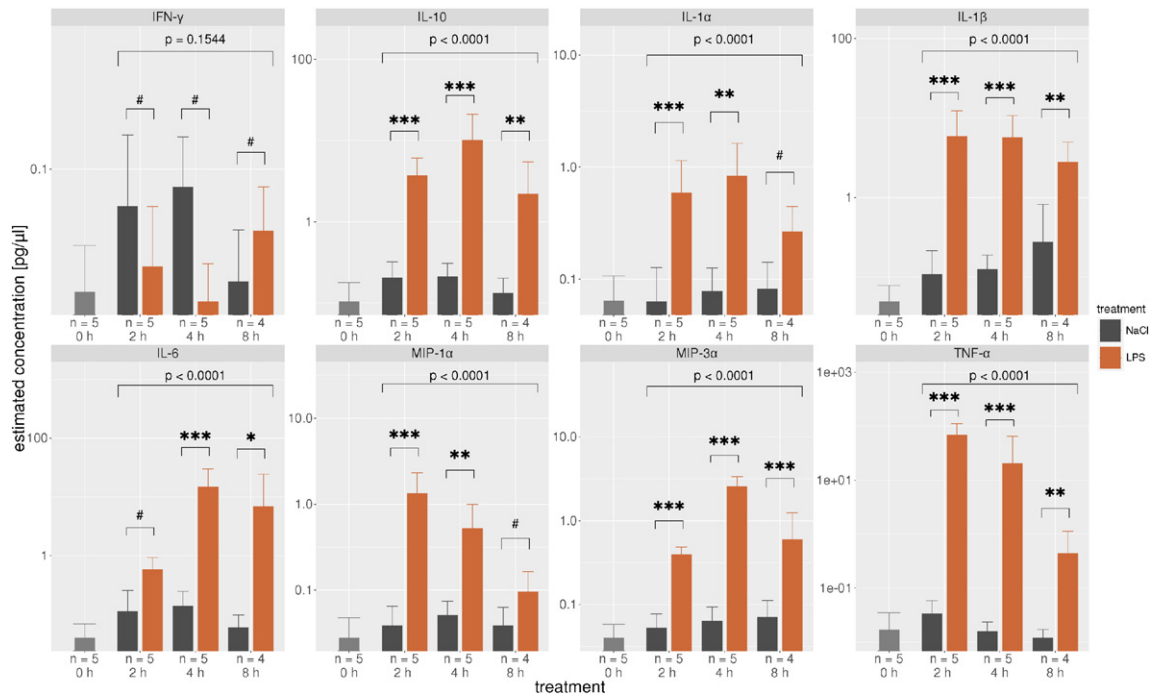 IFN-γ
p = 0.1544
#
#
#
0.1
n = 5
n = 5
n = 5
n = 4
0 h
2 h
4 h
8 h
IL-10
p < 0.0001
100
***
***
**
1
n = 5
n = 5
n = 5
n = 4
0 h
2 h
4 h
8 h
IL-1α
p < 0.0001
10.0
***
**
#
1.0
0.1
n = 5
n = 5
n = 5
n = 4
0 h
2 h
4 h
8 h
IL-1β
p < 0.0001
100
***
***
**
1
n = 5
n = 5
n = 5
n = 4
0 h
2 h
4 h
8 h
estimated concentration [pg/μl]
treatment
NaCl
LPS
IL-6
p < 0.0001
100
#
***
*
1
n = 5
n = 5
n = 5
n = 4
0 h
2 h
4 h
8 h
MIP-1α
p < 0.0001
10.0
***
**
#
1.0
0.1
n = 5
n = 5
n = 5
n = 4
0 h
2 h
4 h
8 h
MIP-3α
p < 0.0001
10.0
***
***
***
1.0
0.1
n = 5
n = 5
n = 5
n = 4
0 h
2 h
4 h
8 h
TNF-α
1e+03
p < 0.0001
***
***
**
1e+01
1e-01
n = 5
n = 5
n = 5
n = 4
0 h
2 h
4 h
8 h
treatment